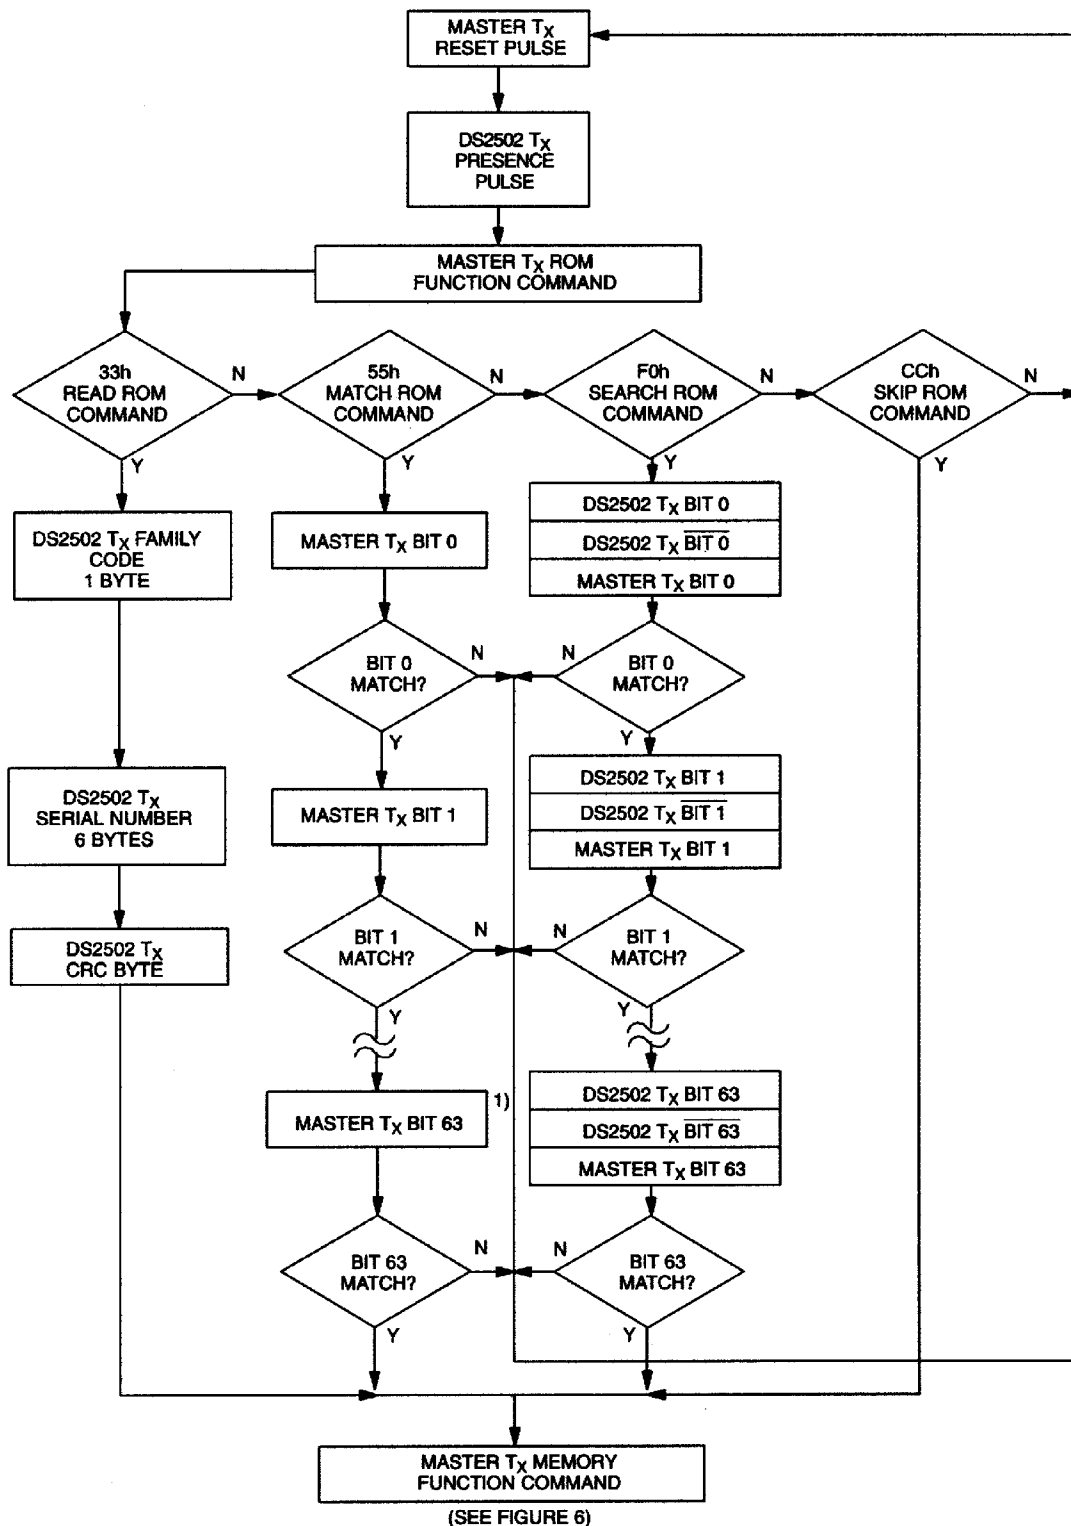 MASTER TX
RESET PULSE
DS2502 TX
PRESENCE
PULSE
MASTER TX ROM
FUNCTION COMMAND
33h
READ ROM
COMMAND
N
Y
55h
MATCH ROM
COMMAND
N
Y
F0h
SEARCH ROM
COMMAND
N
Y
CCh
SKIP ROM
COMMAND
N
Y
DS2502 TX FAMILY
CODE
1 BYTE
DS2502 TX
SERIAL NUMBER
6 BYTES
DS2502 TX
CRC BYTE
MASTER TX BIT 0
BIT 0
MATCH?
N
Y
MASTER TX BIT 1
BIT 1
MATCH?
N
Y
MASTER TX BIT 63
1)
BIT 63
MATCH?
N
Y
DS2502 TX BIT 0
DS2502 TX B̅I̅T̅ ̅0̅
MASTER TX BIT 0
BIT 0
MATCH?
N
Y
DS2502 TX BIT 1
DS2502 TX B̅I̅T̅ ̅1̅
MASTER TX BIT 1
BIT 1
MATCH?
N
Y
DS2502 TX BIT 63
DS2502 TX B̅I̅T̅ ̅6̅3̅
MASTER TX BIT 63
BIT 63
MATCH?
N
Y
MASTER TX MEMORY
FUNCTION COMMAND
(SEE FIGURE 6)